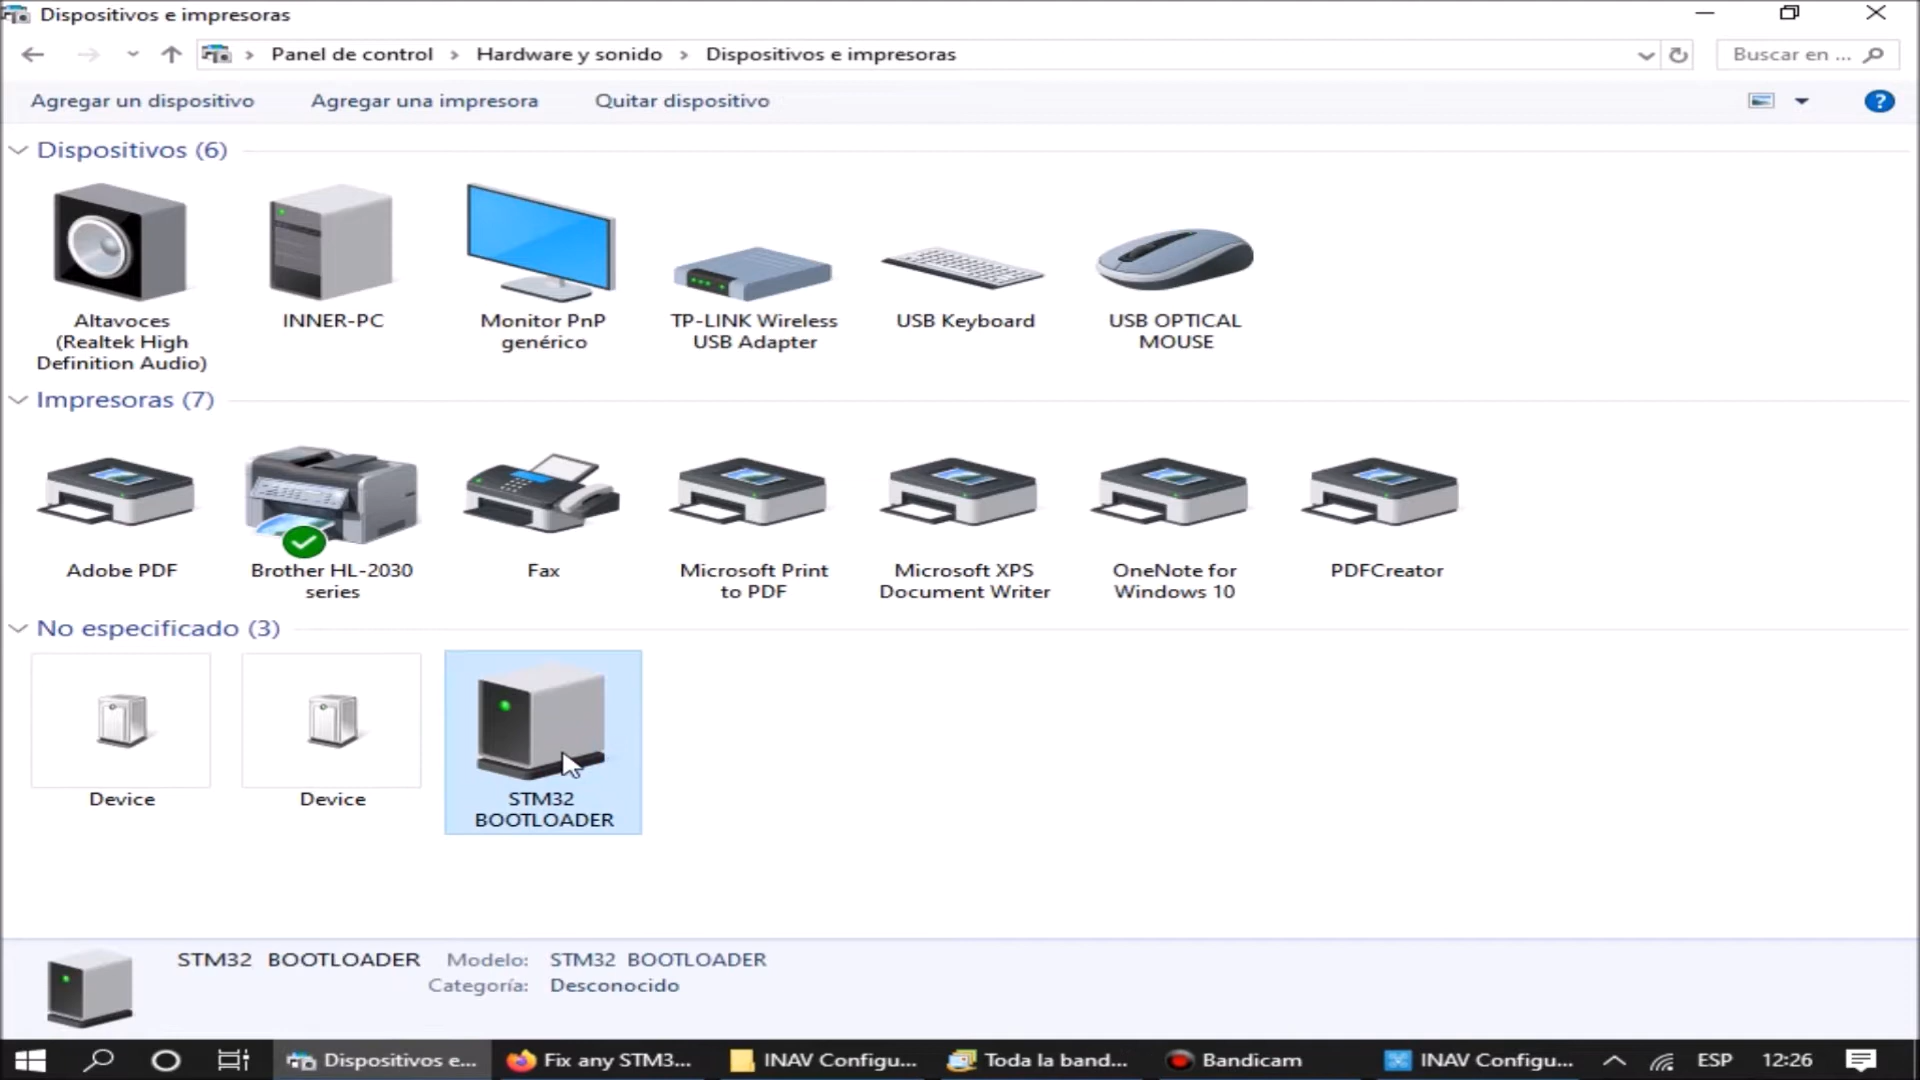 Dispositivos e impresoras
Panel de control > Hardware y sonido > Dispositivos e impresoras
Buscar en ...
Agregar un dispositivo Agregar una impresora Quitar dispositivo
?
Dispositivos (6)
Altavoces
(Realtek High
Definition Audio)
INNER-PC
Monitor PnP
genérico
TP-LINK Wireless
USB Adapter
USB Keyboard
USB OPTICAL
MOUSE
Impresoras (7)
Adobe PDF
Brother HL-2030
series
Fax
Microsoft Print
to PDF
Microsoft XPS
Document Writer
OneNote for
Windows 10
PDFCreator
No especificado (3)
Device
Device
STM32
BOOTLOADER
STM32 BOOTLOADER Modelo: STM32 BOOTLOADER
Categoría: Desconocido
Dispositivos e... Fix any STM3... INAV Configu... Toda la band... Bandicam INAV Configu... ESP 12:26